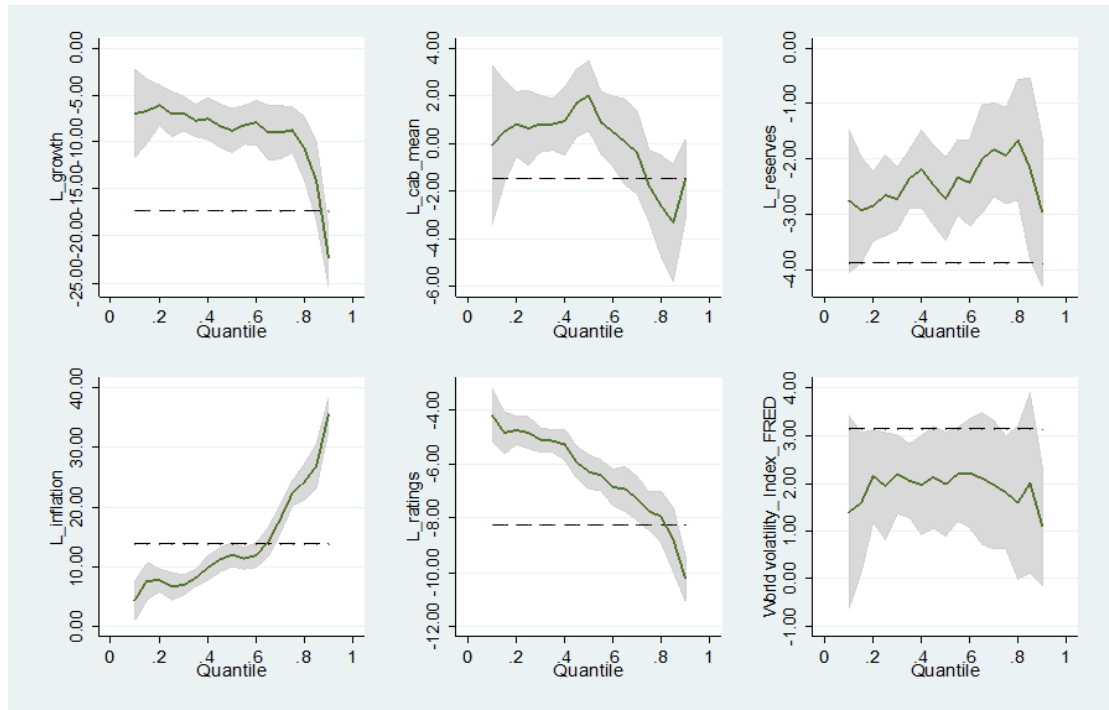 L_growth
0.00
-5.00
-10.00
-15.00
-20.00
-25.00
0 .2 .4 .6 .8 1
Quantile
L_cab_mean
4.00
2.00
0.00
-2.00
-4.00
-6.00
0 .2 .4 .6 .8 1
Quantile
L_reserves
0.00
-1.00
-2.00
-3.00
-4.00
0 .2 .4 .6 .8 1
Quantile
L_inflation
40.00
30.00
20.00
10.00
0.00
0 .2 .4 .6 .8 1
Quantile
L_ratings
-4.00
-6.00
-8.00
-10.00
-12.00
0 .2 .4 .6 .8 1
Quantile
World volatility_ Index_ FRED
4.00
3.00
2.00
1.00
0.00
-1.00
0 .2 .4 .6 .8 1
Quantile